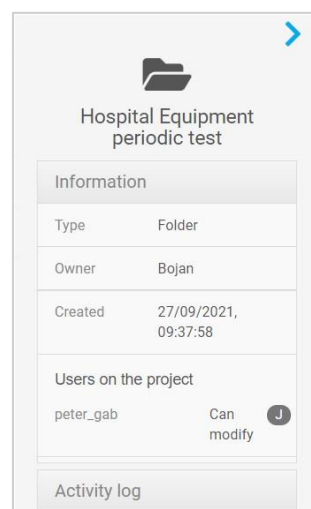 Hospital Equipment
periodic test
Information
Type Folder
Owner Bojan
Created 27/09/2021,
09:37:58
Users on the project
peter_gab Can J
modify
Activity log